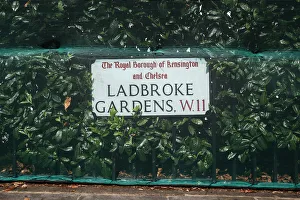 The Royal Borough of Kensington
and Chelsea
LADBROKE
GARDENS. W.11